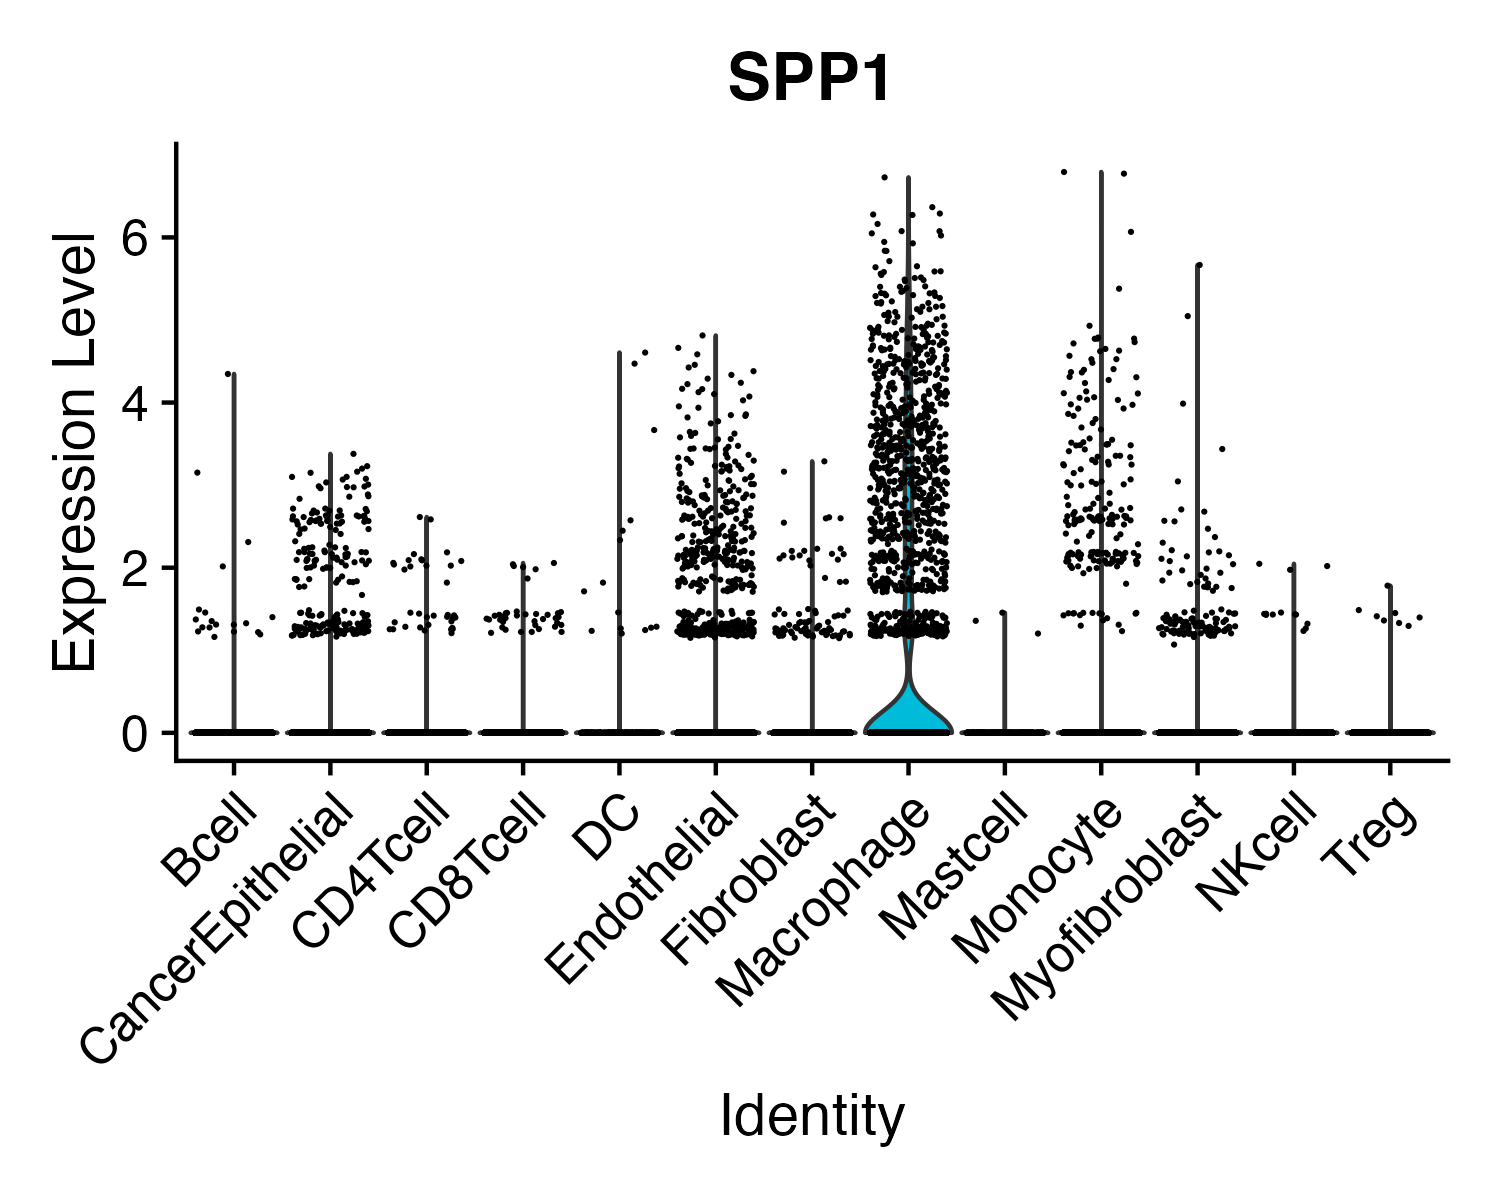 SPP1
Expression Level
6
4
2
0
Bcell
CancerEpithelial
CD4Tcell
CD8Tcell
DC
Endothelial
Fibroblast
Macrophage
Mastcell
Monocyte
Myofibroblast
NKcell
Treg
Identity